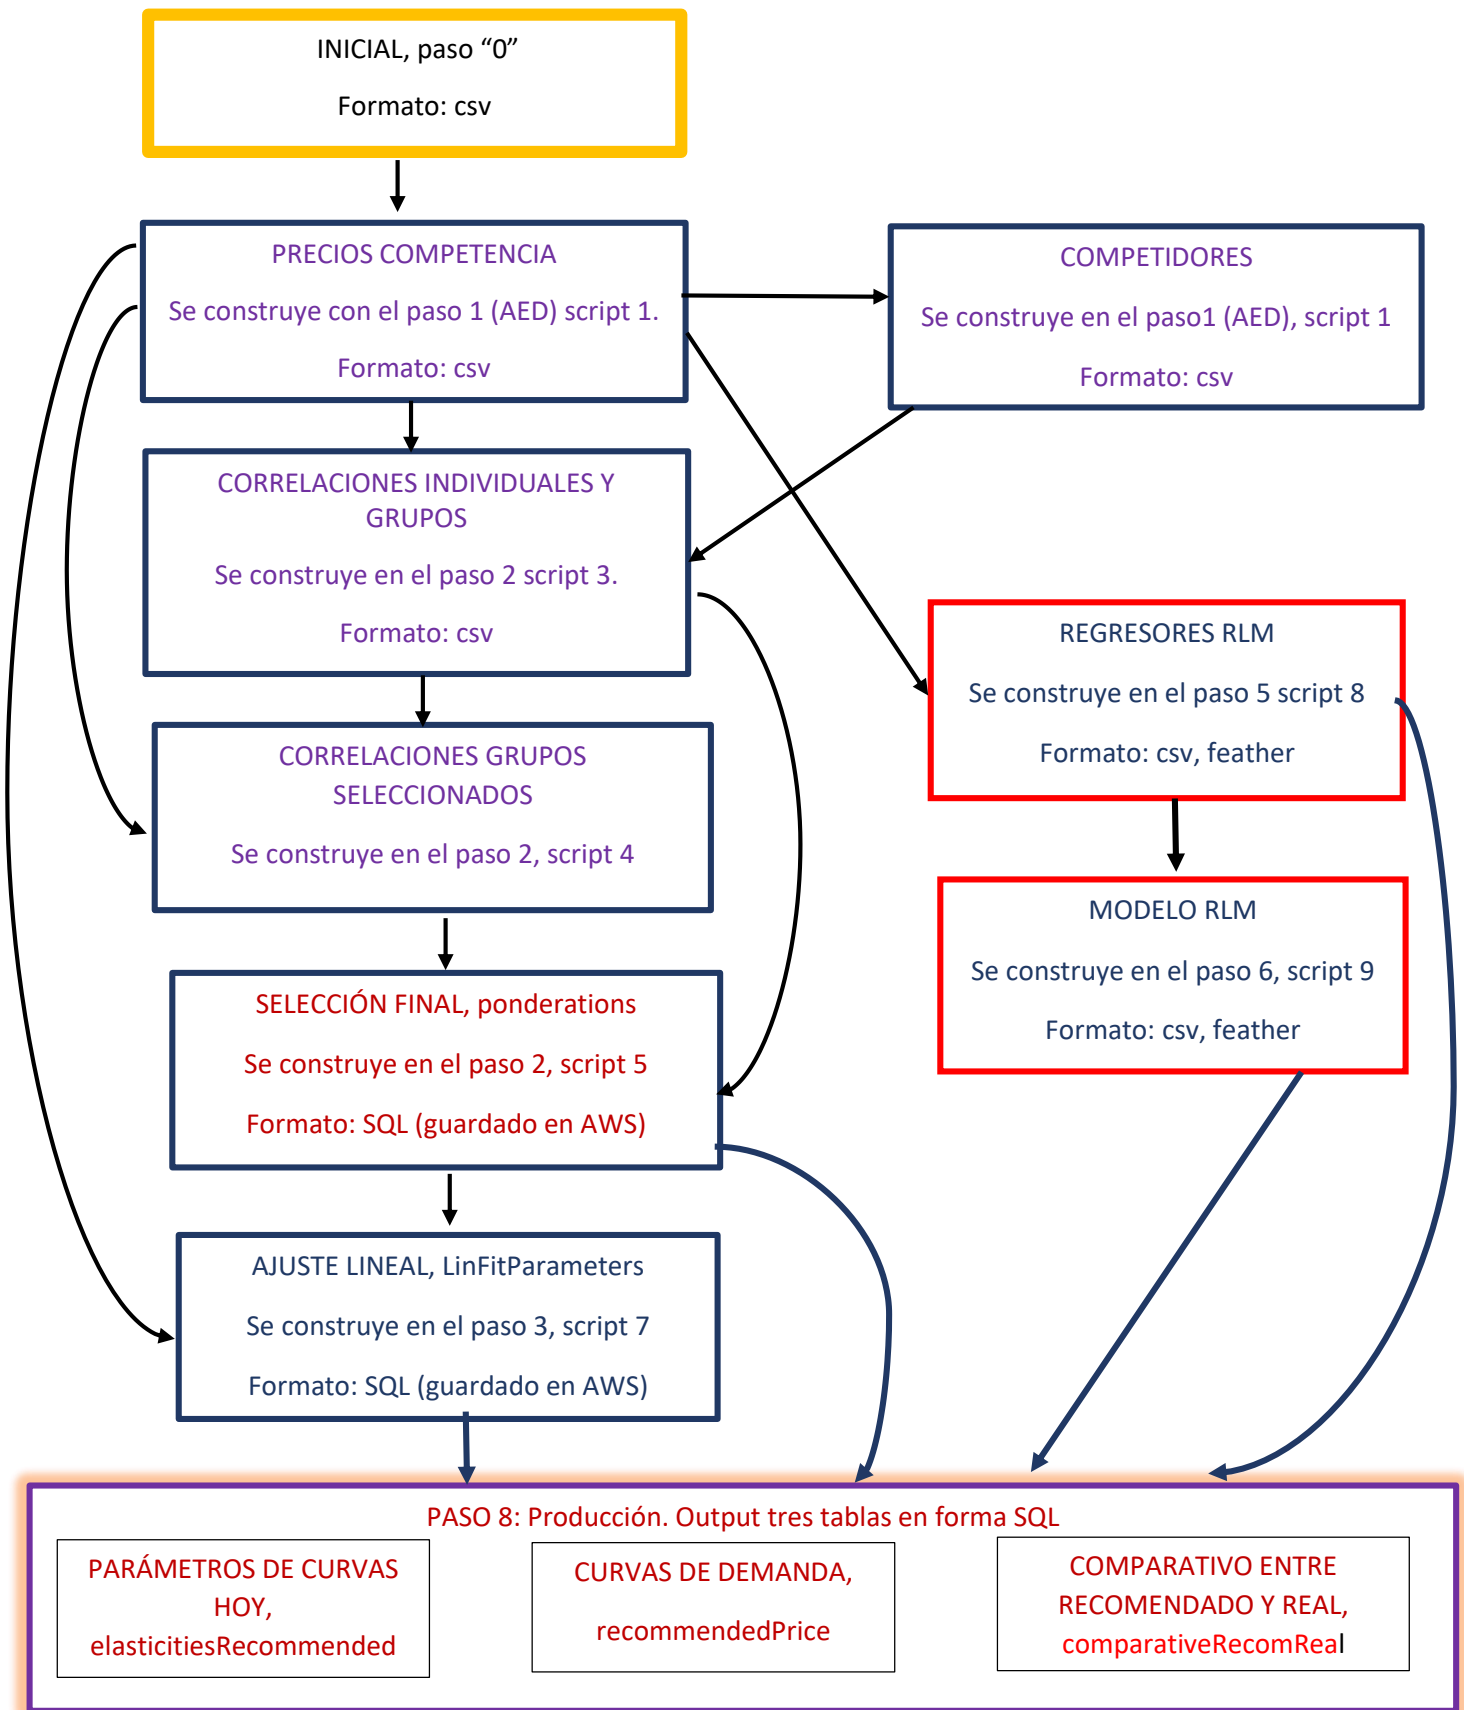 INICIAL, paso “0”
Formato: csv
PRECIOS COMPETENCIA
Se construye con el paso 1 (AED) script 1.
Formato: csv
COMPETIDORES
Se construye en el paso1 (AED), script 1
Formato: csv
CORRELACIONES INDIVIDUALES Y
GRUPOS
Se construye en el paso 2 script 3.
Formato: csv
REGRESORES RLM
Se construye en el paso 5 script 8
Formato: csv, feather
CORRELACIONES GRUPOS
SELECCIONADOS
Se construye en el paso 2, script 4
MODELO RLM
Se construye en el paso 6, script 9
Formato: csv, feather
SELECCIÓN FINAL, ponderations
Se construye en el paso 2, script 5
Formato: SQL (guardado en AWS)
AJUSTE LINEAL, LinFitParameters
Se construye en el paso 3, script 7
Formato: SQL (guardado en AWS)
PASO 8: Producción. Output tres tablas en forma SQL
PARÁMETROS DE CURVAS
HOY,
elasticitiesRecommended
CURVAS DE DEMANDA,
recommendedPrice
COMPARATIVO ENTRE
RECOMENDADO Y REAL,
comparativeRecomReal